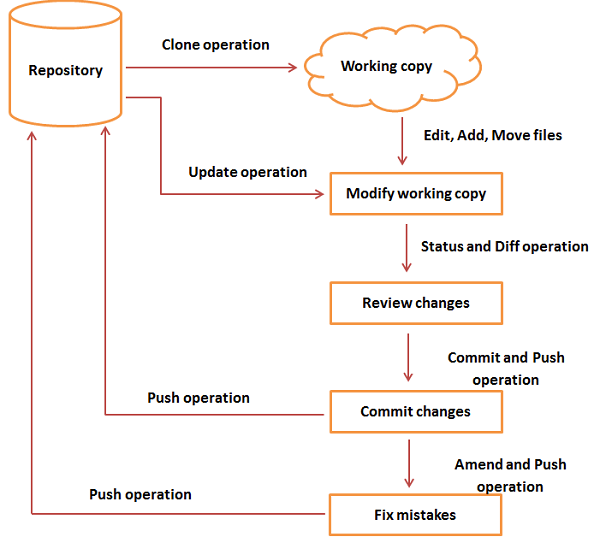 Clone operation
Repository
Working copy
Edit, Add, Move files
Update operation
Modify working copy
Status and Diff operation
Review changes
Commit and Push
operation
Push operation
Commit changes
Amend and Push
operation
Push operation
Fix mistakes